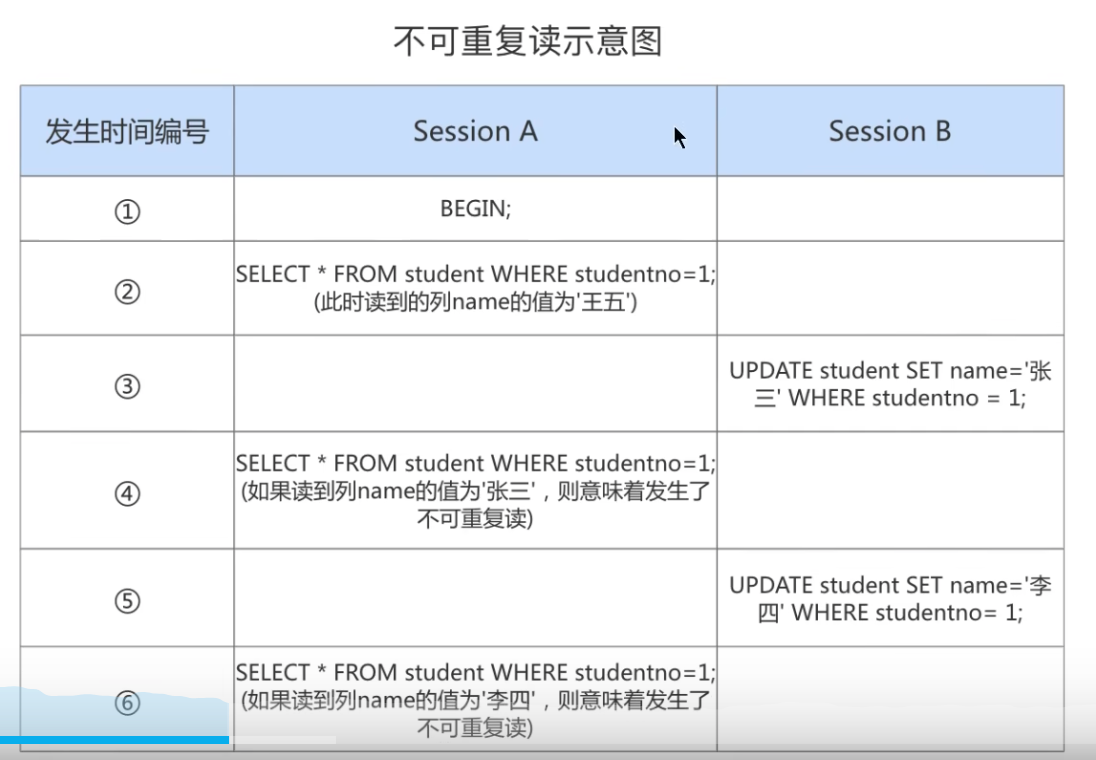 不可重复读示意图
发生时间编号 Session A Session B
① BEGIN;
② SELECT * FROM student WHERE studentno=1;
(此时读到的列name的值为'王五')
③ UPDATE student SET name='张
三' WHERE studentno = 1;
④ SELECT * FROM student WHERE studentno=1;
(如果读到列name的值为'张三'，则意味着发生了
不可重复读)
⑤ UPDATE student SET name='李
四' WHERE studentno= 1;
⑥ SELECT * FROM student WHERE studentno=1;
(如果读到列name的值为'李四'，则意味着发生了
不可重复读)